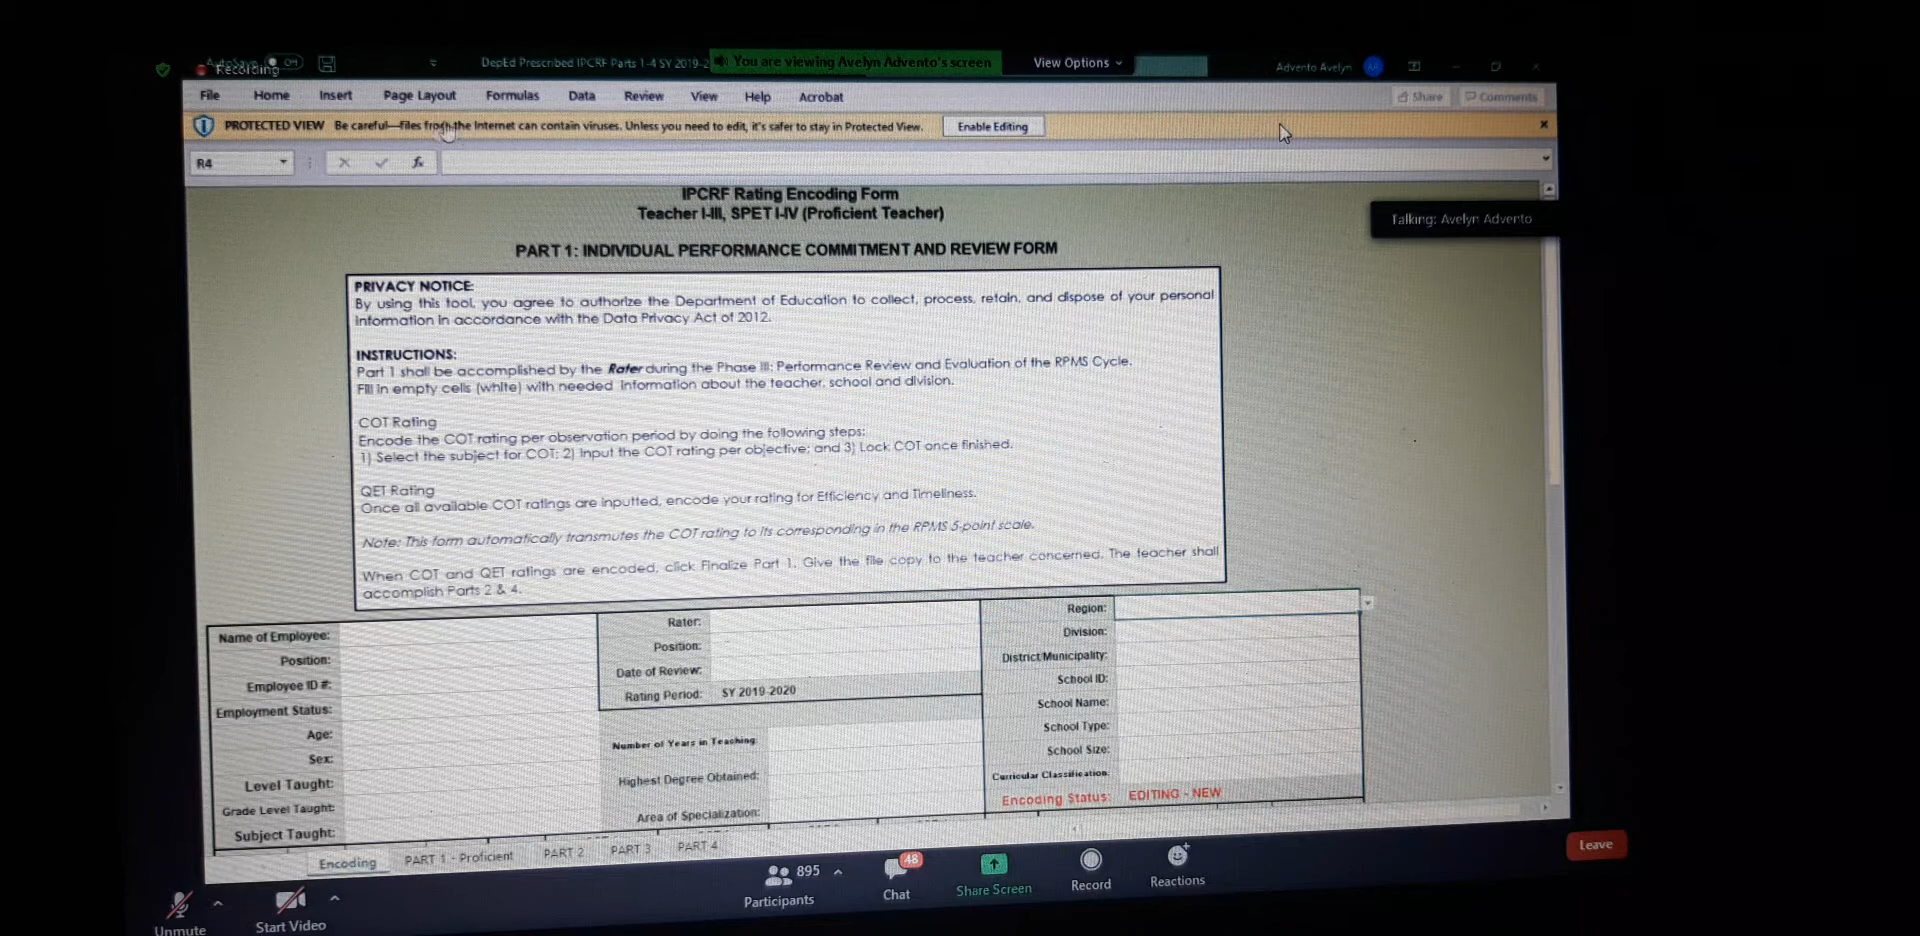 AutoSave Off
Recording
DepEd Prescribed IPCRF Parts 1-4 SY 2019-2
You are viewing Avelyn Advento's screen
View Options
Advento Avelyn
AA
File Home Insert Page Layout Formulas Data Review View Help Acrobat
Share
Comments
PROTECTED VIEW Be careful—files from the Internet can contain viruses. Unless you need to edit, it's safer to stay in Protected View.
Enable Editing
R4
fx
IPCRF Rating Encoding Form
Teacher I-III, SPET I-IV (Proficient Teacher)
Talking: Avelyn Advento
PART 1: INDIVIDUAL PERFORMANCE COMMITMENT AND REVIEW FORM
PRIVACY NOTICE:
By using this tool, you agree to authorize the Department of Education to collect, process, retain, and dispose of your personal
information in accordance with the Data Privacy Act of 2012.
INSTRUCTIONS:
Part 1 shall be accomplished by the Rater during the Phase III: Performance Review and Evaluation of the RPMS Cycle.
Fill in empty cells (white) with needed information about the teacher, school and division.
COT Rating
Encode the COT rating per observation period by doing the following steps:
1) Select the subject for COT; 2) Input the COT rating per objective; and 3) Lock COT once finished.
QET Rating
Once all available COT ratings are inputted, encode your rating for Efficiency and Timeliness.
Note: This form automatically transmutes the COT rating to its corresponding in the RPMS 5-point scale.
When COT and QET ratings are encoded, click Finalize Part 1. Give the file copy to the teacher concerned. The teacher shall
accomplish Parts 2 & 4.
Name of Employee:
Position:
Employee ID #:
Employment Status:
Age:
Sex:
Level Taught:
Grade Level Taught:
Subject Taught:
Rater:
Position:
Date of Review:
Rating Period: SY 2019-2020
Number of Years in Teaching:
Highest Degree Obtained:
Area of Specialization:
Region:
Division:
District/Municipality:
School ID:
School Name:
School Type:
School Size:
Curricular Classification:
Encoding Status: EDITING - NEW
Encoding PART 1 - Proficient PART 2 PART 3 PART 4
Unmute
Start Video
895
Participants
48
Chat
Share Screen
Record
Reactions
Leave